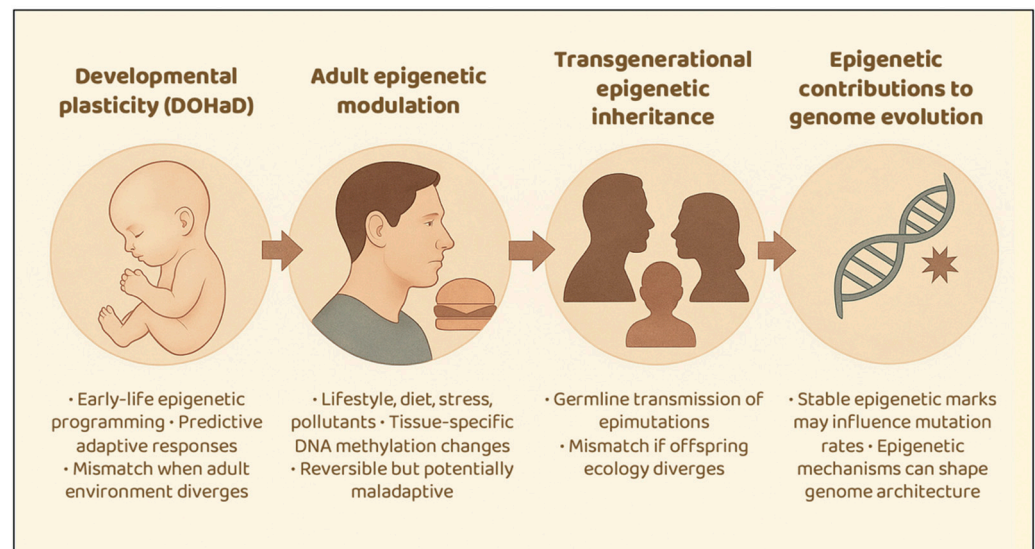 Developmental
plasticity (DOHaD)
• Early-life epigenetic
programming • Predictive
adaptive responses
• Mismatch when adult
environment diverges
Adult epigenetic
modulation
• Lifestyle, diet, stress,
pollutants • Tissue-specific
DNA methylation changes
• Reversible but potentially
maladaptive
Transgenerational
epigenetic
inheritance
• Germline transmission of
epimutations
• Mismatch if offspring
ecology diverges
Epigenetic
contributions to
genome evolution
• Stable epigenetic marks
may influence mutation
rates • Epigenetic
mechanisms can shape
genome architecture